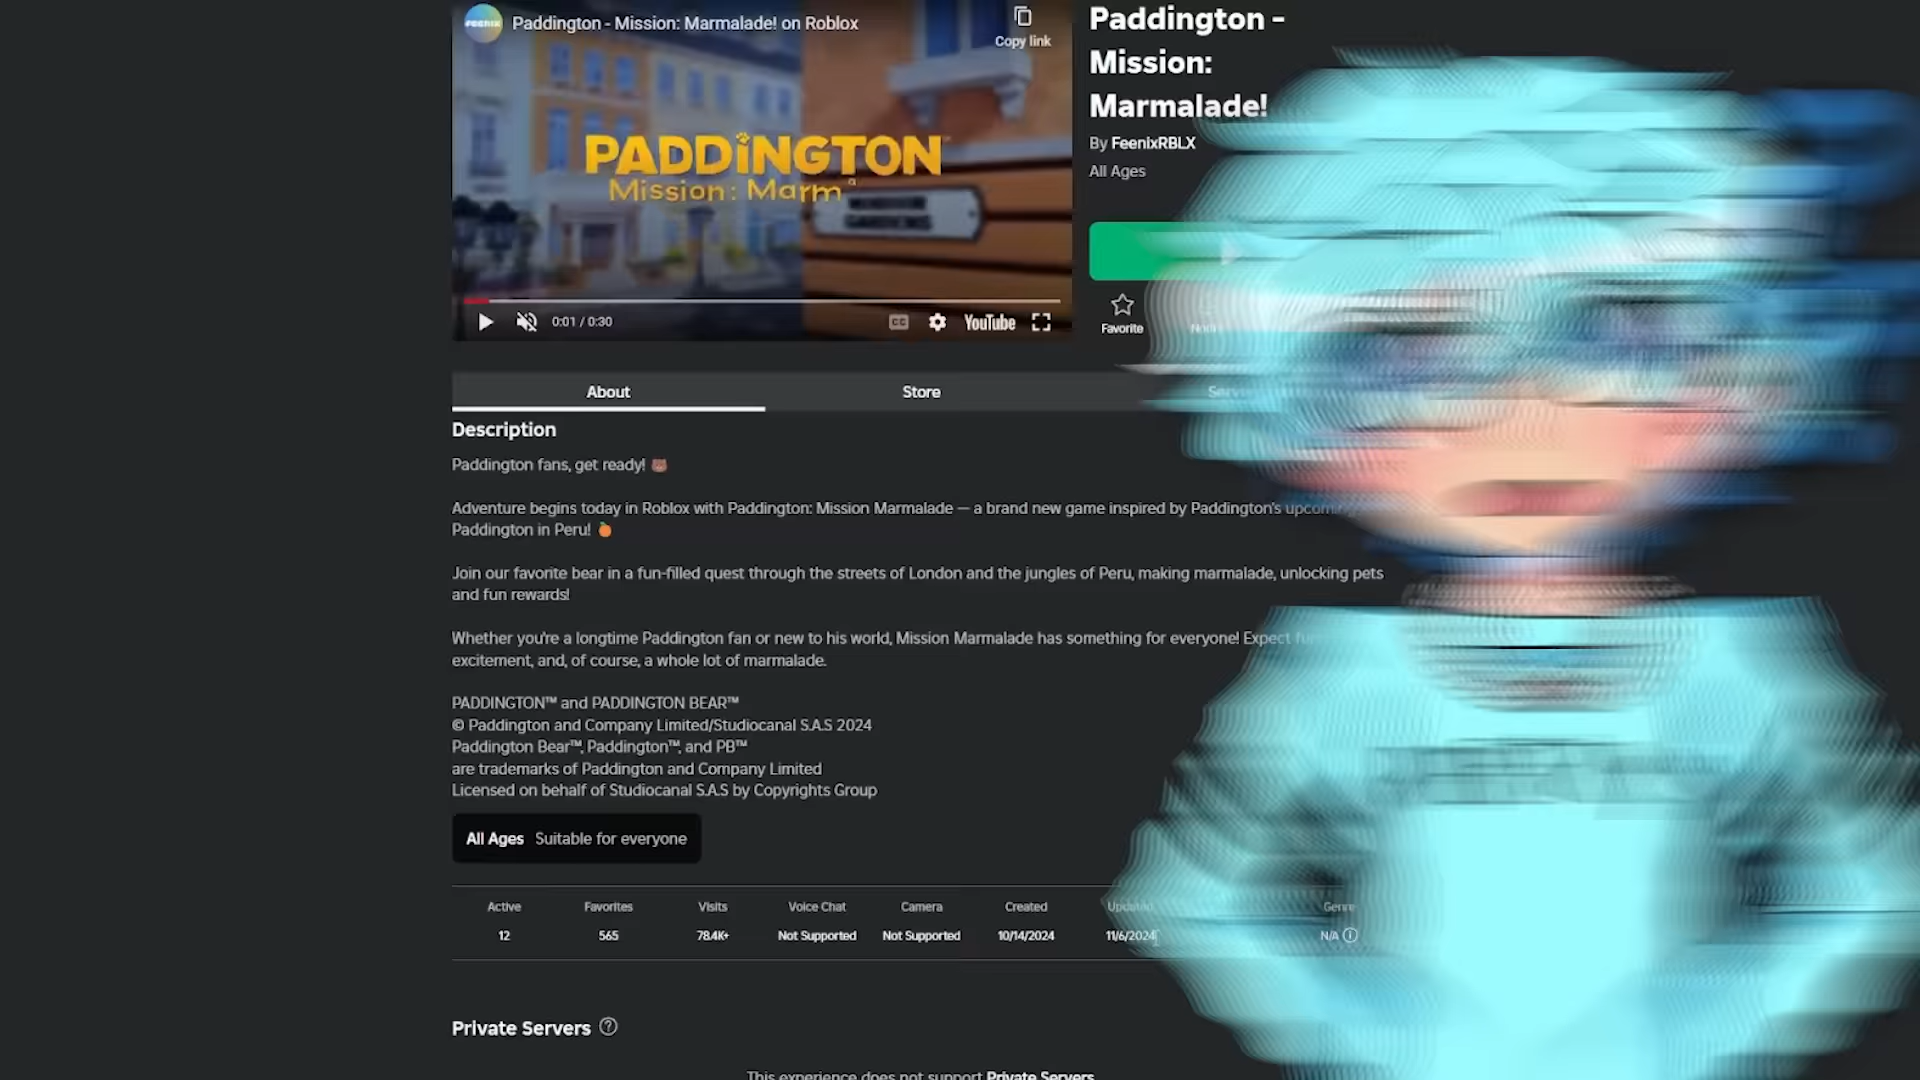 FEENIX
Paddington - Mission: Marmalade! on Roblox
Copy link
PADDINGTON
Mission: Marm
WINDSOR
GARDENS
0:01 / 0:30
CC
YouTube
Paddington -
Mission:
Marmalade!
By FeenixRBLX
All Ages
Favorite
About
Store
Description
Paddington fans, get ready! 🐻
Adventure begins today in Roblox with Paddington: Mission Marmalade — a brand new game inspired by Paddington's upcoming
Paddington in Peru! 🍊
Join our favorite bear in a fun-filled quest through the streets of London and the jungles of Peru, making marmalade, unlocking pets
and fun rewards!
Whether you're a longtime Paddington fan or new to his world, Mission Marmalade has something for everyone! Expect
excitement, and, of course, a whole lot of marmalade.
PADDINGTON™ and PADDINGTON BEAR™
© Paddington and Company Limited/Studiocanal S.A.S 2024
Paddington Bear™, Paddington™, and PB™
are trademarks of Paddington and Company Limited
Licensed on behalf of Studiocanal S.A.S by Copyrights Group
All Ages Suitable for everyone
Active Favorites Visits Voice Chat Camera Created Updated Genre
12 565 78.4K+ Not Supported Not Supported 10/14/2024 11/6/2024 N/A
Private Servers
This experience does not support Private Servers